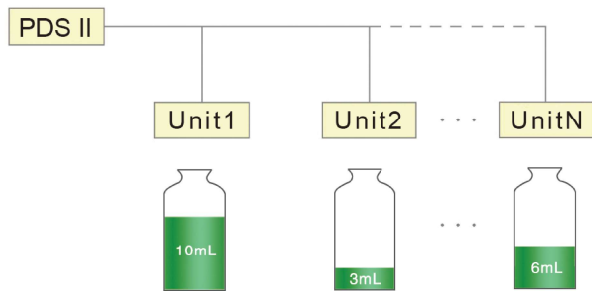 PDS II
Unit1 Unit2 ··· UnitN
10mL 3mL ··· 6mL